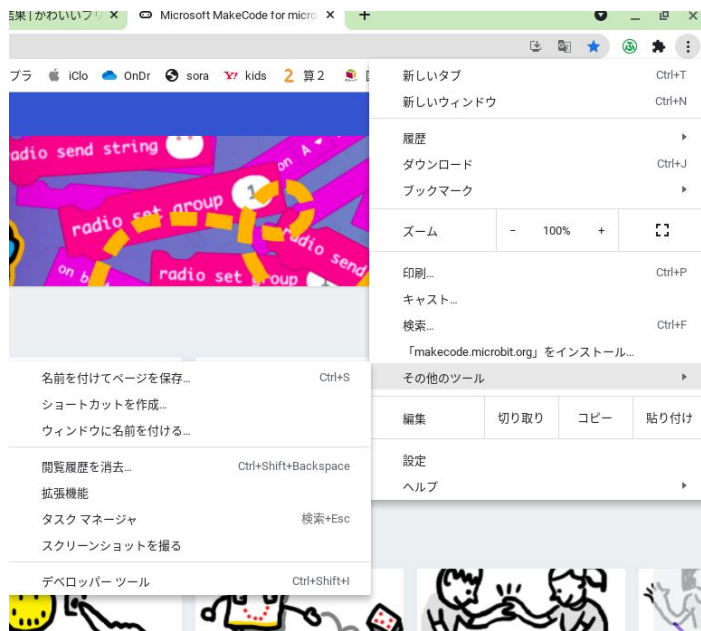 結果 | かわいいフリ ×
Microsoft MakeCode for micro ×
+
ブラ iClo OnDr sora Y! kids 2 算2
新しいタブ Ctrl+T
新しいウィンドウ Ctrl+N
履歴
ダウンロード Ctrl+J
ブックマーク
ズーム - 100% +
印刷... Ctrl+P
キャスト...
検索... Ctrl+F
「makecode.microbit.org」をインストール...
その他のツール
編集 切り取り コピー 貼り付け
設定
ヘルプ
名前を付けてページを保存... Ctrl+S
ショートカットを作成...
ウィンドウに名前を付ける...
閲覧履歴を消去... Ctrl+Shift+Backspace
拡張機能
タスク マネージャ 検索+Esc
スクリーンショットを撮る
デベロッパー ツール Ctrl+Shift+I
radio send string
on A
radio set group 1
radio send
on b
radio set group 1